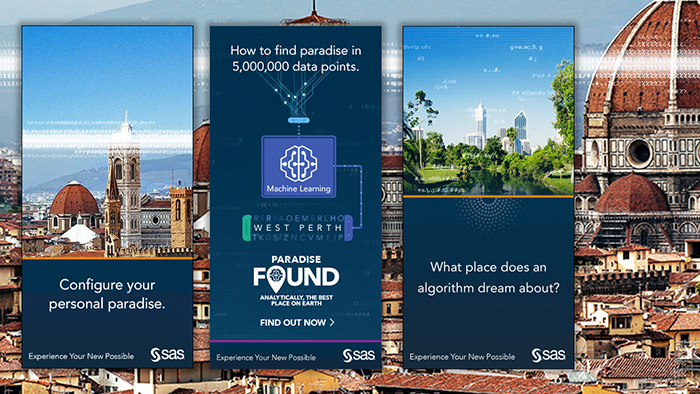 Configure your
personal paradise.
Experience Your New Possible
sas
How to find paradise in
5,000,000 data points.
Machine Learning
WEST PERTH
PARADISE
FOUND
ANALYTICALLY, THE BEST
PLACE ON EARTH
FIND OUT NOW >
Experience Your New Possible
sas
What place does an
algorithm dream about?
Experience Your New Possible
sas